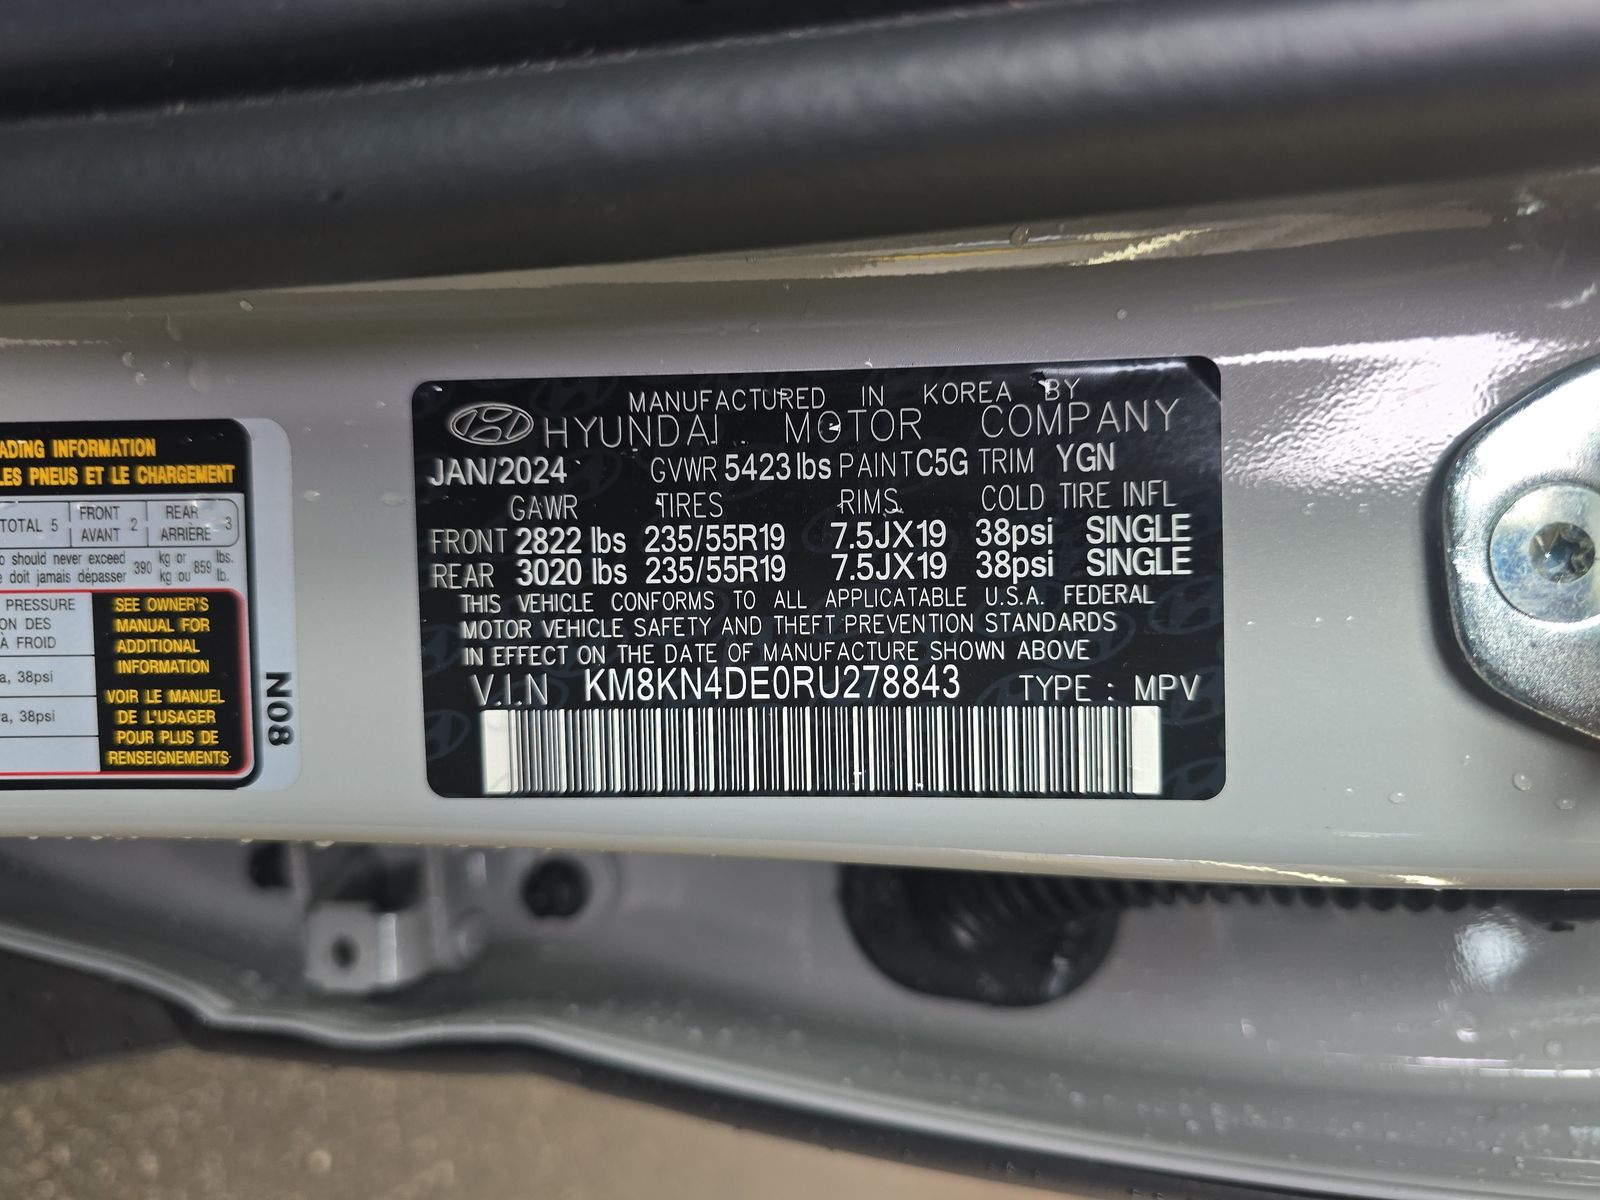 ADING INFORMATION
LES PNEUS ET LE CHARGEMENT
TOTAL 5 FRONT AVANT 2 REAR ARRIÈRE 3
o should never exceed 390 kg or 859 lbs.
e doit jamais dépasser kg ou lb.
PRESSURE
ON DES
À FROID
a, 38psi
a, 38psi
SEE OWNER'S
MANUAL FOR
ADDITIONAL
INFORMATION
VOIR LE MANUEL
DE L'USAGER
POUR PLUS DE
RENSEIGNEMENTS
N08
MANUFACTURED IN KOREA BY
HYUNDAI MOTOR COMPANY
JAN/2024 GVWR 5423 lbs PAINT C5G TRIM YGN
GAWR TIRES RIMS COLD TIRE INFL
FRONT 2822 lbs 235/55R19 7.5JX19 38psi SINGLE
REAR 3020 lbs 235/55R19 7.5JX19 38psi SINGLE
THIS VEHICLE CONFORMS TO ALL APPLICATABLE U.S.A. FEDERAL
MOTOR VEHICLE SAFETY AND THEFT PREVENTION STANDARDS
IN EFFECT ON THE DATE OF MANUFACTURE SHOWN ABOVE
V.I.N KM8KN4DE0RU278843 TYPE : MPV